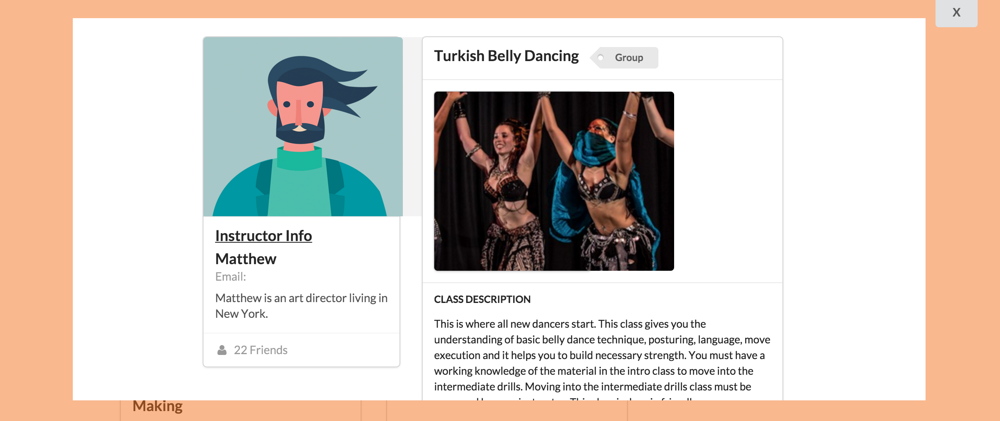 X
Turkish Belly Dancing
Group
Instructor Info
Matthew
Email:
Matthew is an art director living in
New York.
22 Friends
CLASS DESCRIPTION
This is where all new dancers start. This class gives you the
understanding of basic belly dance technique, posturing, language, move
execution and it helps you to build necessary strength. You must have a
working knowledge of the material in the intro class to move into the
intermediate drills. Moving into the intermediate drills class must be
Making